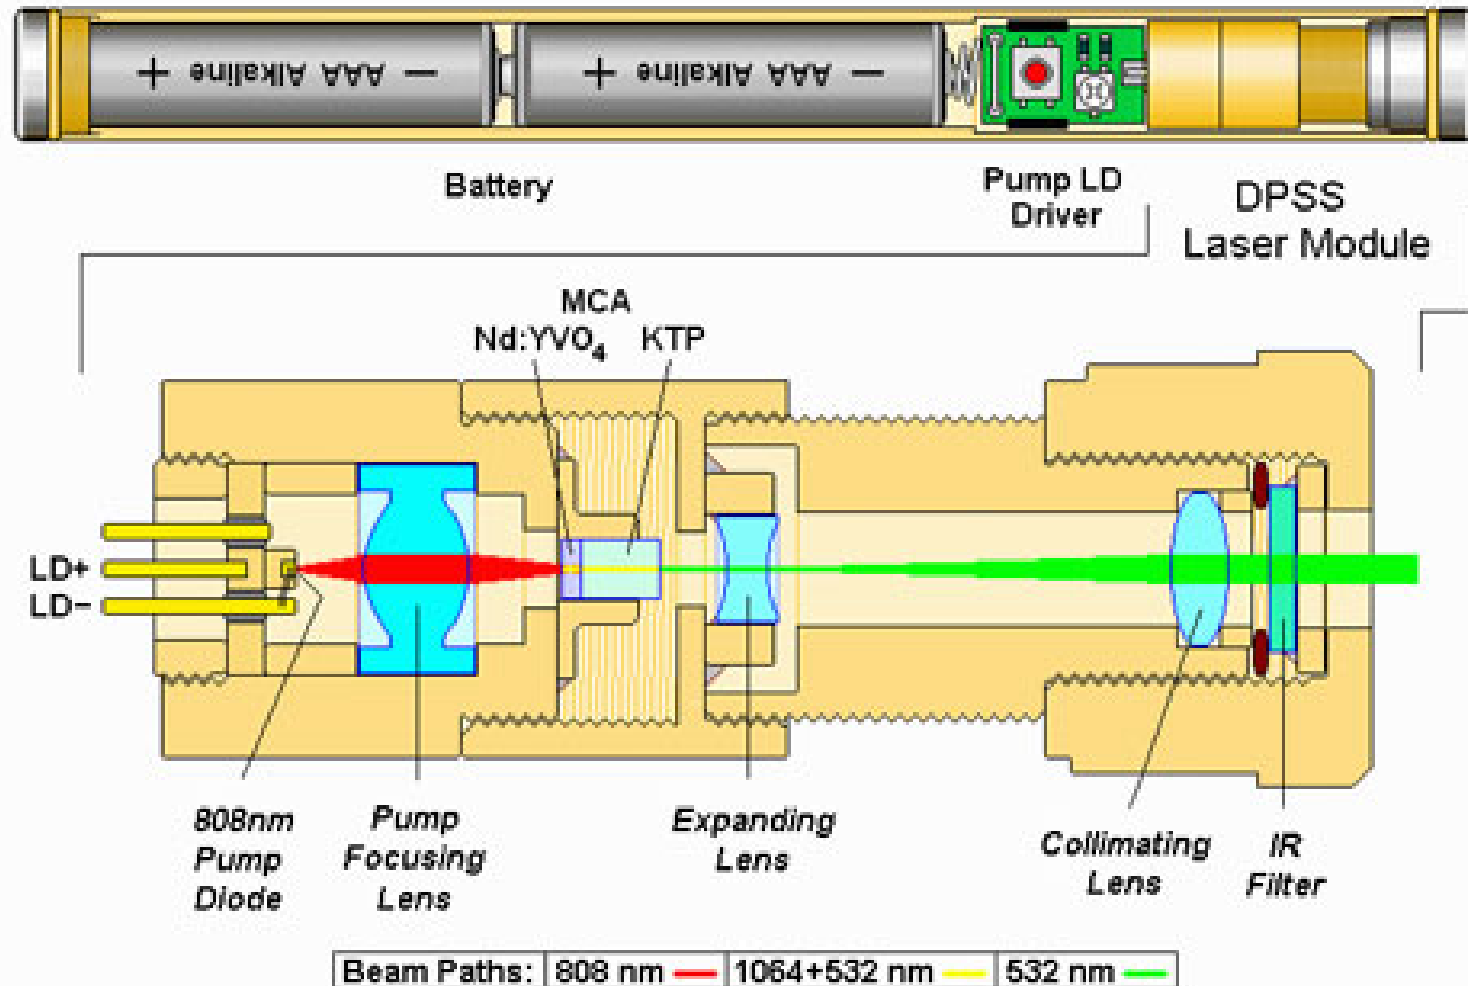 + AAA Alkaline −
+ AAA Alkaline −
Battery
Pump LD
Driver
DPSS
Laser Module
MCA
Nd:YVO₄ KTP
LD+
LD−
808nm
Pump
Diode
Pump
Focusing
Lens
Expanding
Lens
Collimating
Lens
IR
Filter
Beam Paths: 808 nm 1064+532 nm 532 nm